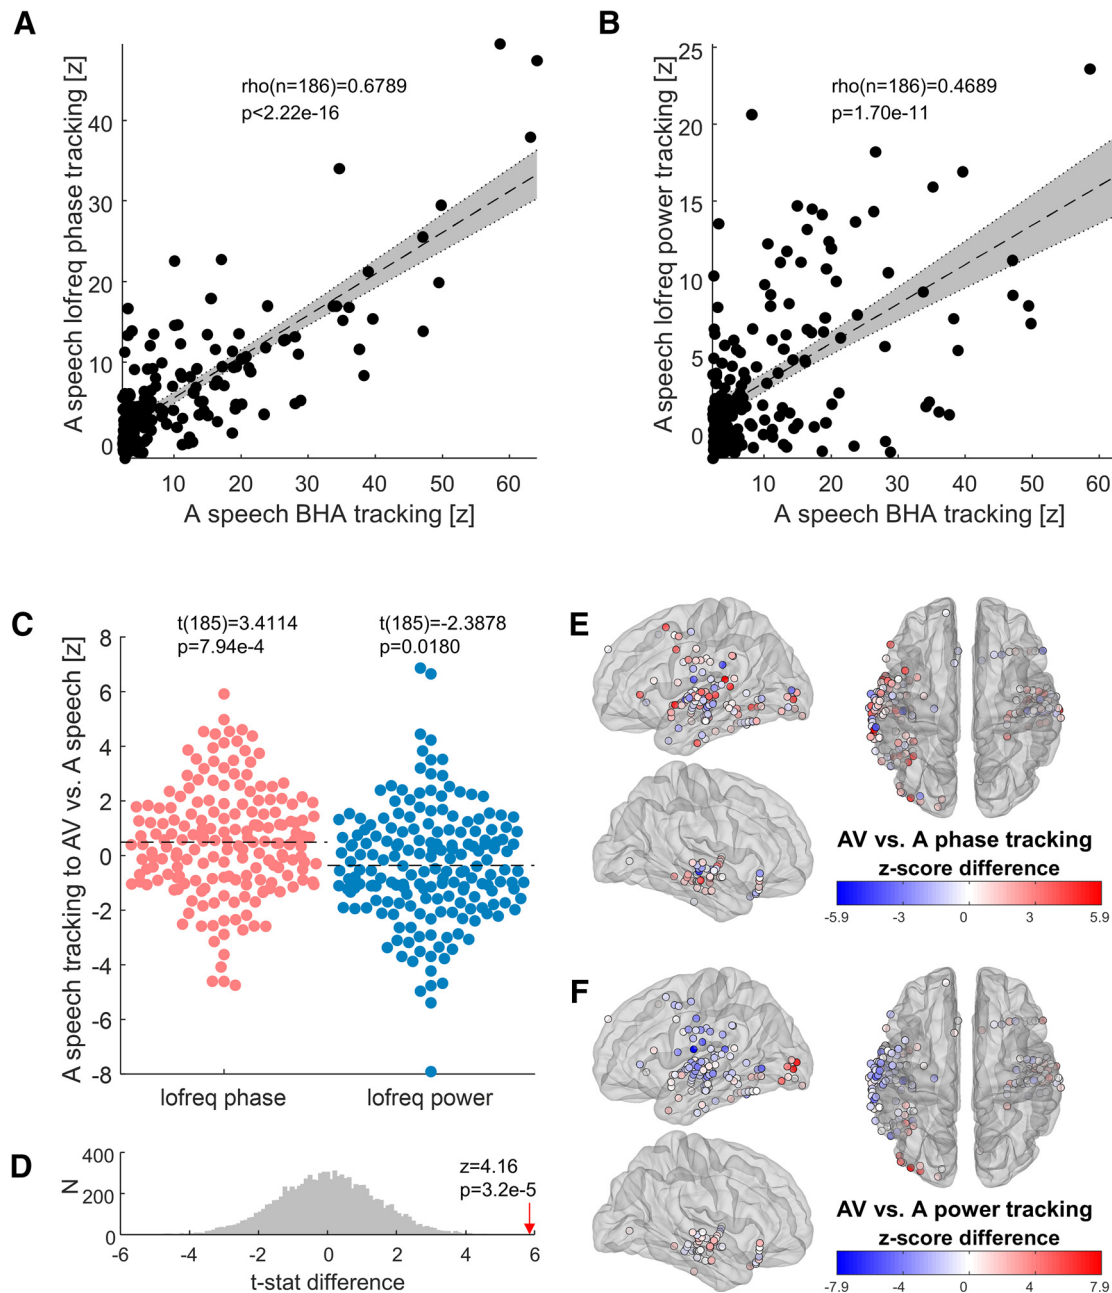 A
A speech lofreq phase tracking [z]
rho(n=186)=0.6789
p<2.22e-16
40
30
20
10
0
10 20 30 40 50 60
A speech BHA tracking [z]
B
A speech lofreq power tracking [z]
rho(n=186)=0.4689
p=1.70e-11
25
20
15
10
5
0
10 20 30 40 50 60
A speech BHA tracking [z]
C
A speech tracking to AV vs. A speech [z]
t(185)=3.4114
p=7.94e-4
t(185)=-2.3878
p=0.0180
8
6
4
2
0
-2
-4
-6
-8
lofreq phase lofreq power
D
N
400
200
0
z=4.16
p=3.2e-5
-6 -4 -2 0 2 4 6
t-stat difference
E
AV vs. A phase tracking
z-score difference
-5.9 -3 0 3 5.9
F
AV vs. A power tracking
z-score difference
-7.9 -4 0 4 7.9